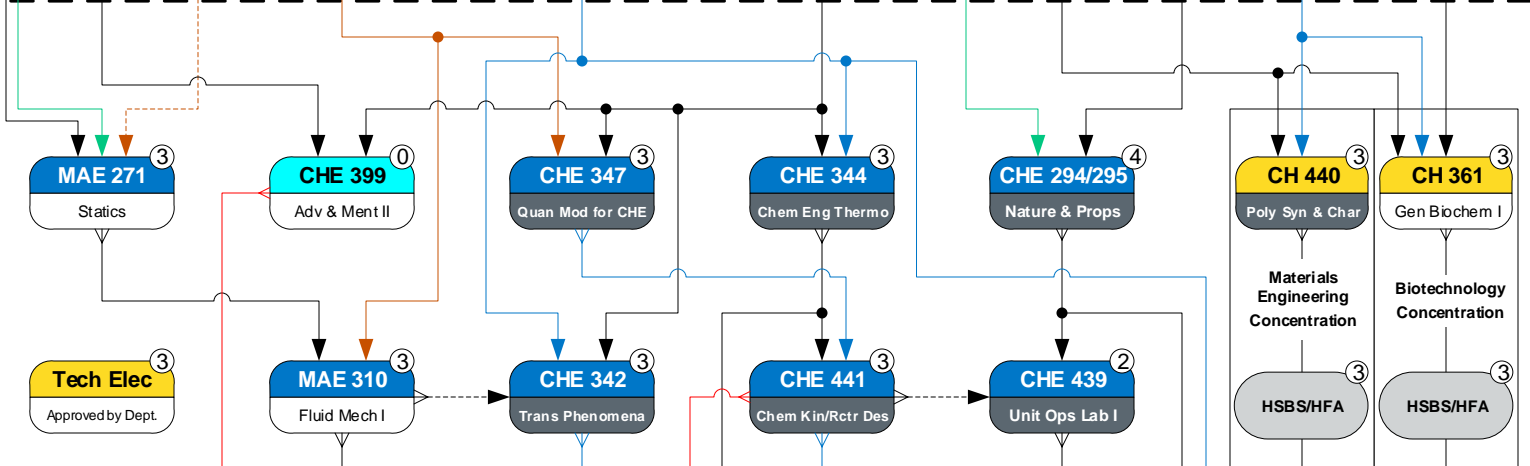 3
MAE 271
Statics
0
CHE 399
Adv & Ment II
3
CHE 347
Quan Mod for CHE
3
CHE 344
Chem Eng Thermo
4
CHE 294/295
Nature & Props
3
CH 440
Poly Syn & Char
3
CH 361
Gen Biochem I
Materials
Engineering
Concentration
Biotechnology
Concentration
3
Tech Elec
Approved by Dept.
3
MAE 310
Fluid Mech I
3
CHE 342
Trans Phenomena
3
CHE 441
Chem Kin/Rctr Des
2
CHE 439
Unit Ops Lab I
3
HSBS/HFA
3
HSBS/HFA